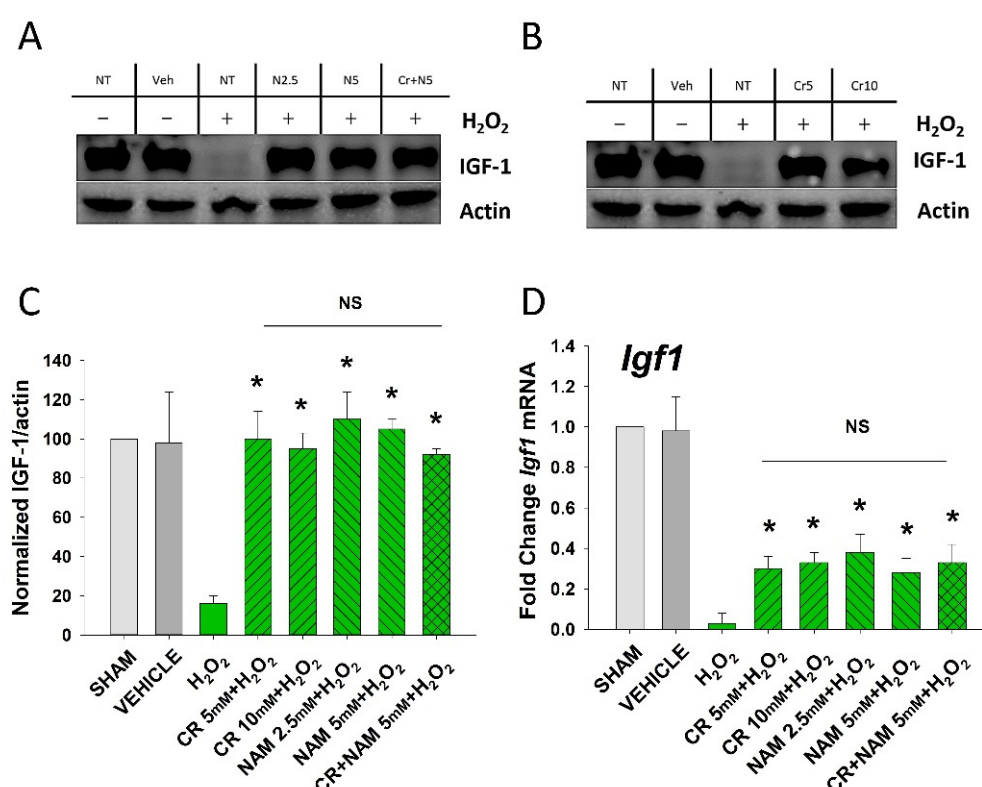 A
NT Veh NT N2.5 N5 Cr+N5
– – + + + + H₂O₂
IGF-1
Actin
B
NT Veh NT Cr5 Cr10
– – + + + H₂O₂
IGF-1
Actin
C
NS
Normalized IGF-1/actin
140
120
100
80
60
40
20
0
* * * * *
SHAM
VEHICLE
H₂O₂
CR 5mM+H₂O₂
CR 10mM+H₂O₂
NAM 2.5mM+H₂O₂
NAM 5mM+H₂O₂
CR+NAM 5mM+H₂O₂
D
Igf1
NS
Fold Change Igf1 mRNA
1.4
1.2
1.0
0.8
0.6
0.4
0.2
0.0
* * * * *
SHAM
VEHICLE
H₂O₂
CR 5mM+H₂O₂
CR 10mM+H₂O₂
NAM 2.5mM+H₂O₂
NAM 5mM+H₂O₂
CR+NAM 5mM+H₂O₂